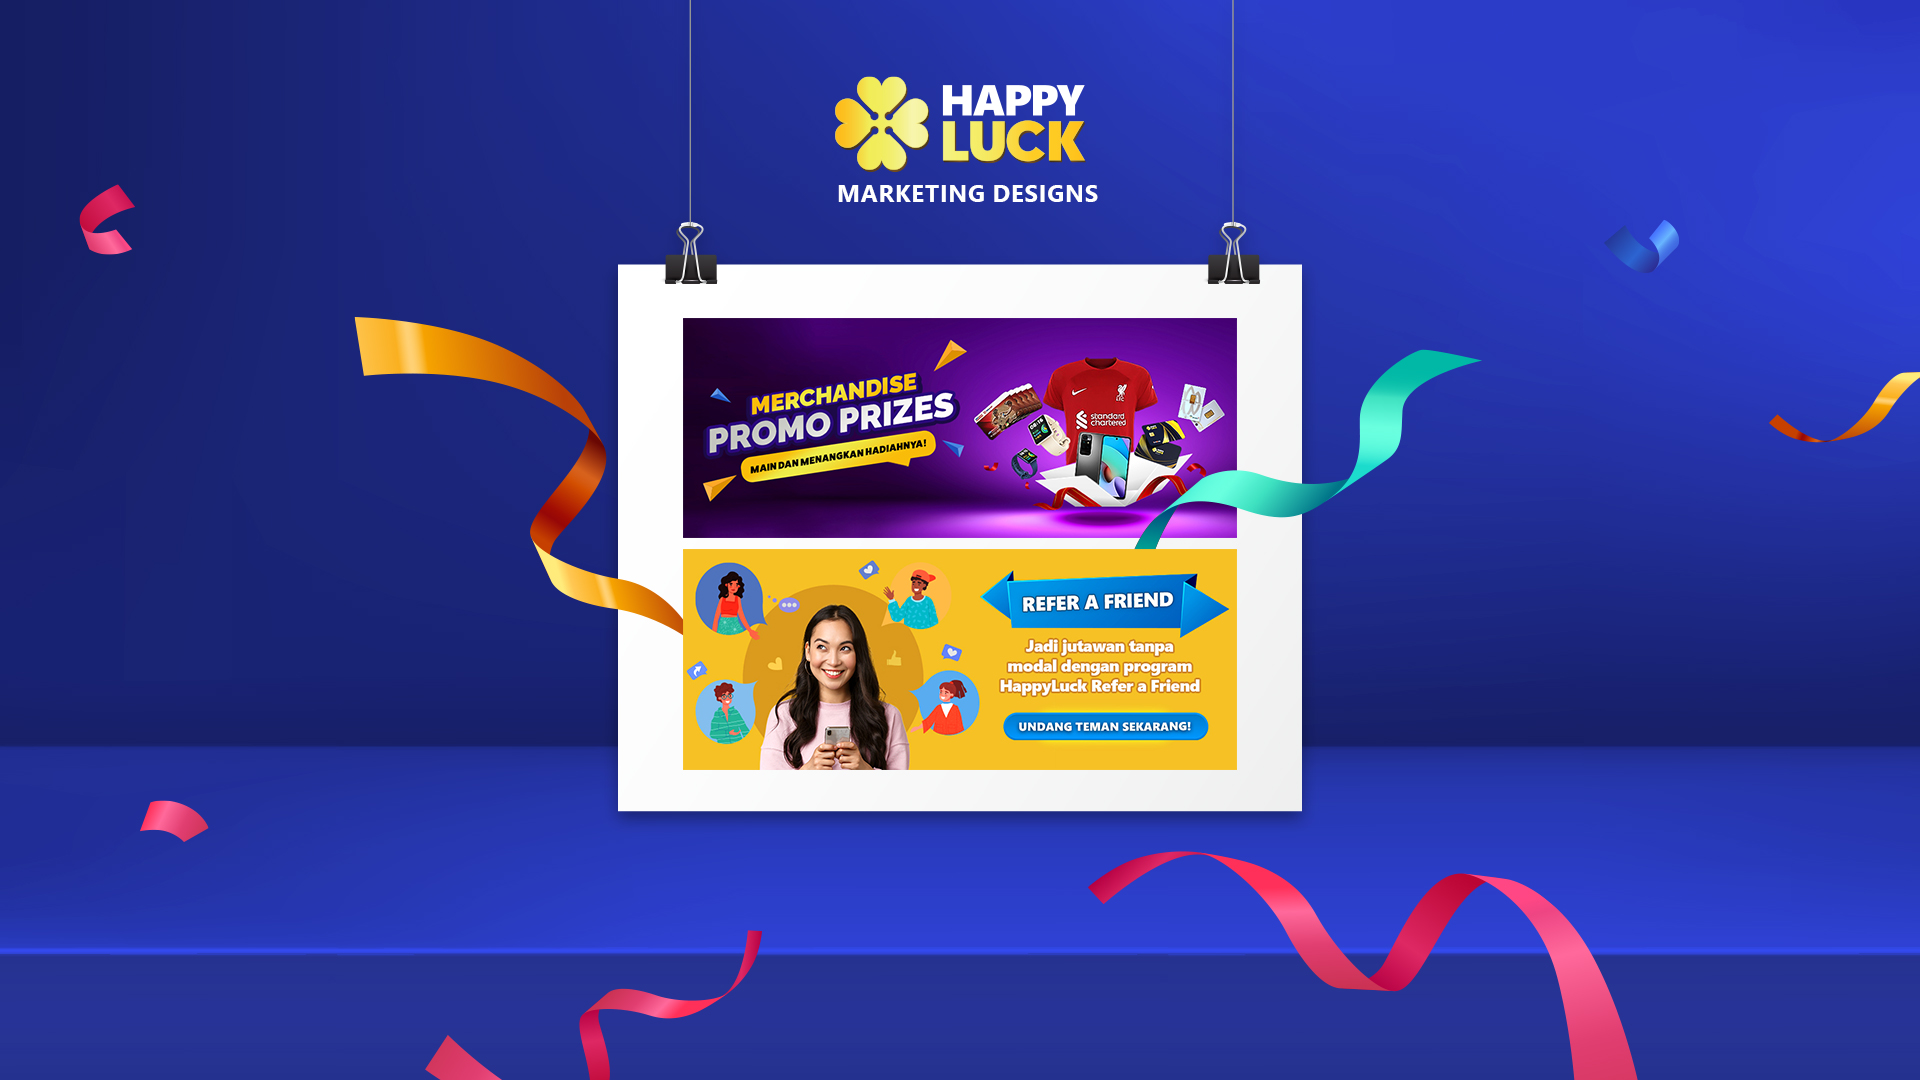 HAPPY
LUCK
MARKETING DESIGNS
MERCHANDISE
PROMO PRIZES
MAIN DAN MENANGKAN HADIAHNYA!
LFC
standard
chartered
REFER A FRIEND
Jadi jutawan tanpa
modal dengan program
HappyLuck Refer a Friend
UNDANG TEMAN SEKARANG!